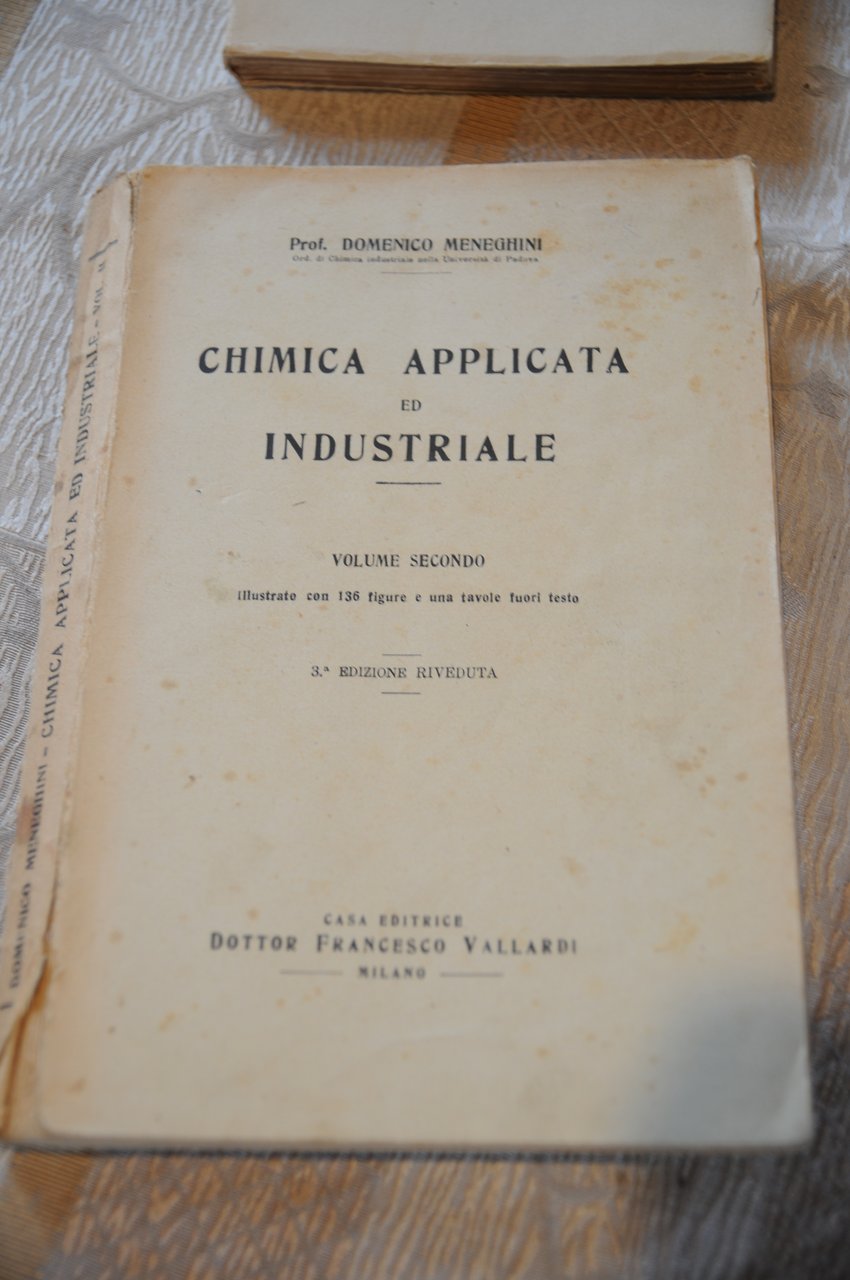 Prof. DOMENICO MENEGHINI
Ord. di Chimica industriale nella Università di Padova
CHIMICA APPLICATA
ED
INDUSTRIALE
VOLUME SECONDO
Illustrato con 136 figure e una tavole fuori testo
3.ª EDIZIONE RIVEDUTA
CASA EDITRICE
DOTTOR FRANCESCO VALLARDI
MILANO
DOMENICO MENEGHINI - CHIMICA APPLICATA ED INDUSTRIALE - VOL. II